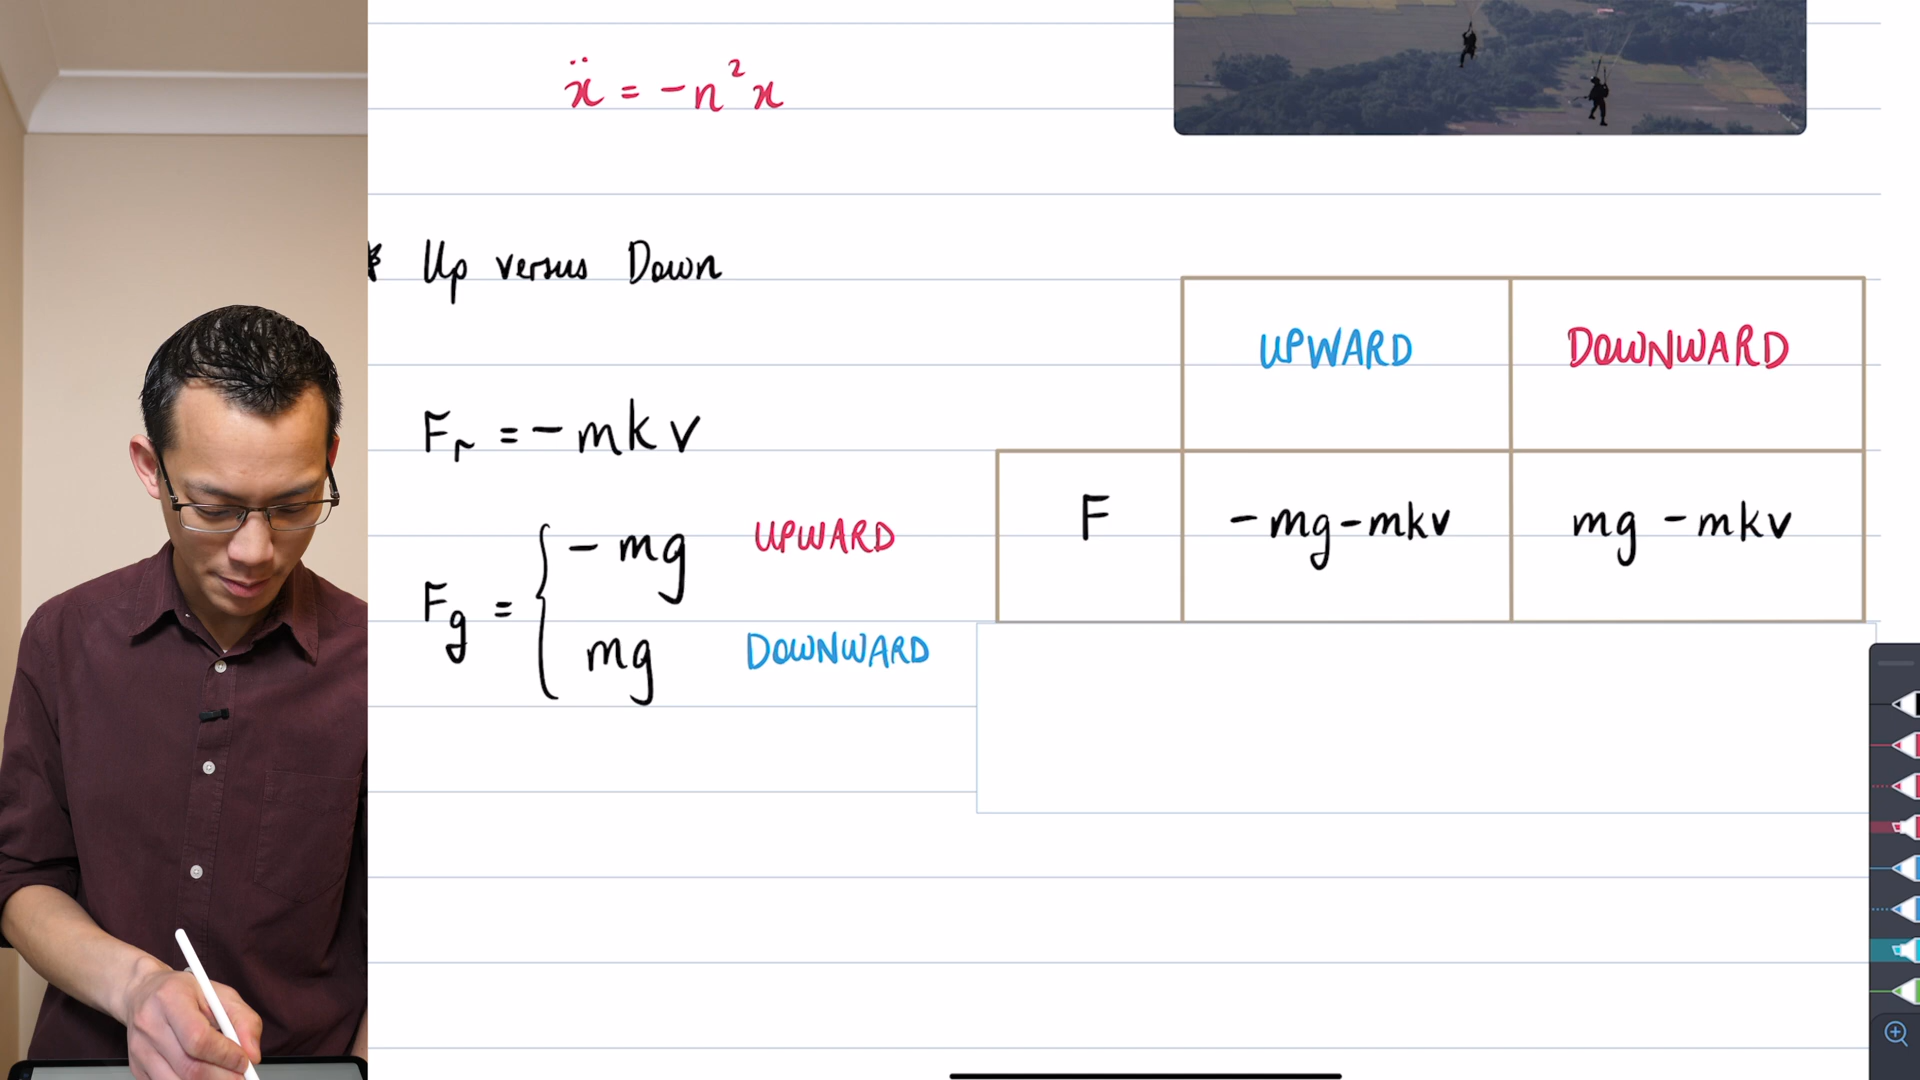 ẍ = -n²x
* Up versus Down
Fr = -mkv
Fg = { -mg UPWARD
mg DOWNWARD
UPWARD DOWNWARD
F -mg-mkv mg -mkv